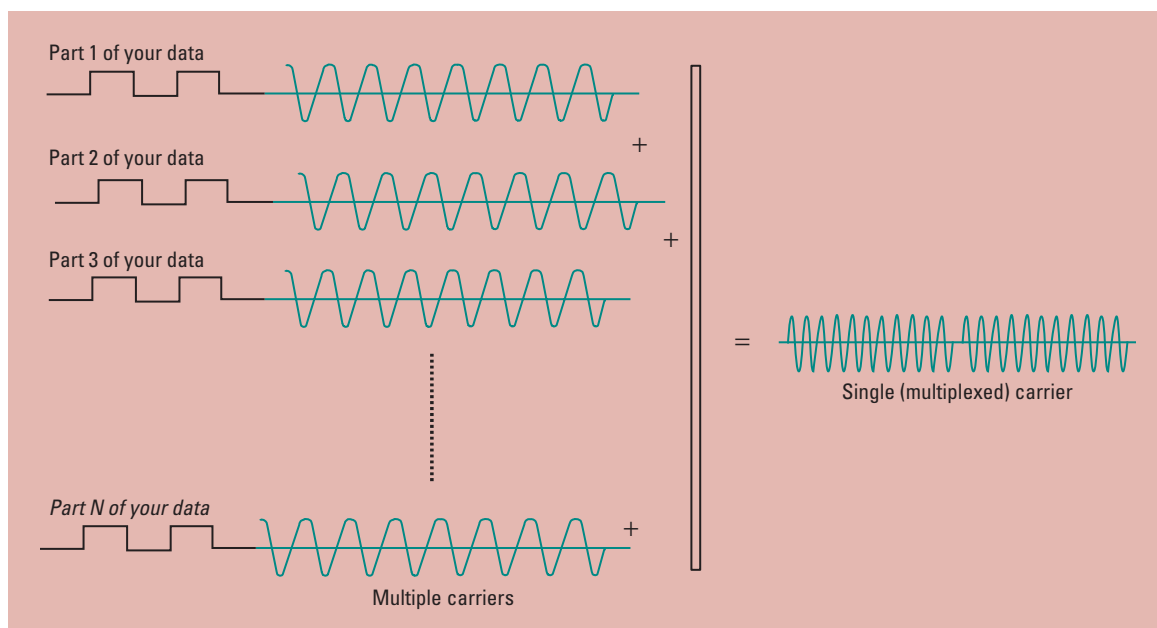 Part 1 of your data
+
Part 2 of your data
+
Part 3 of your data
=
Single (multiplexed) carrier
Part N of your data
+
Multiple carriers